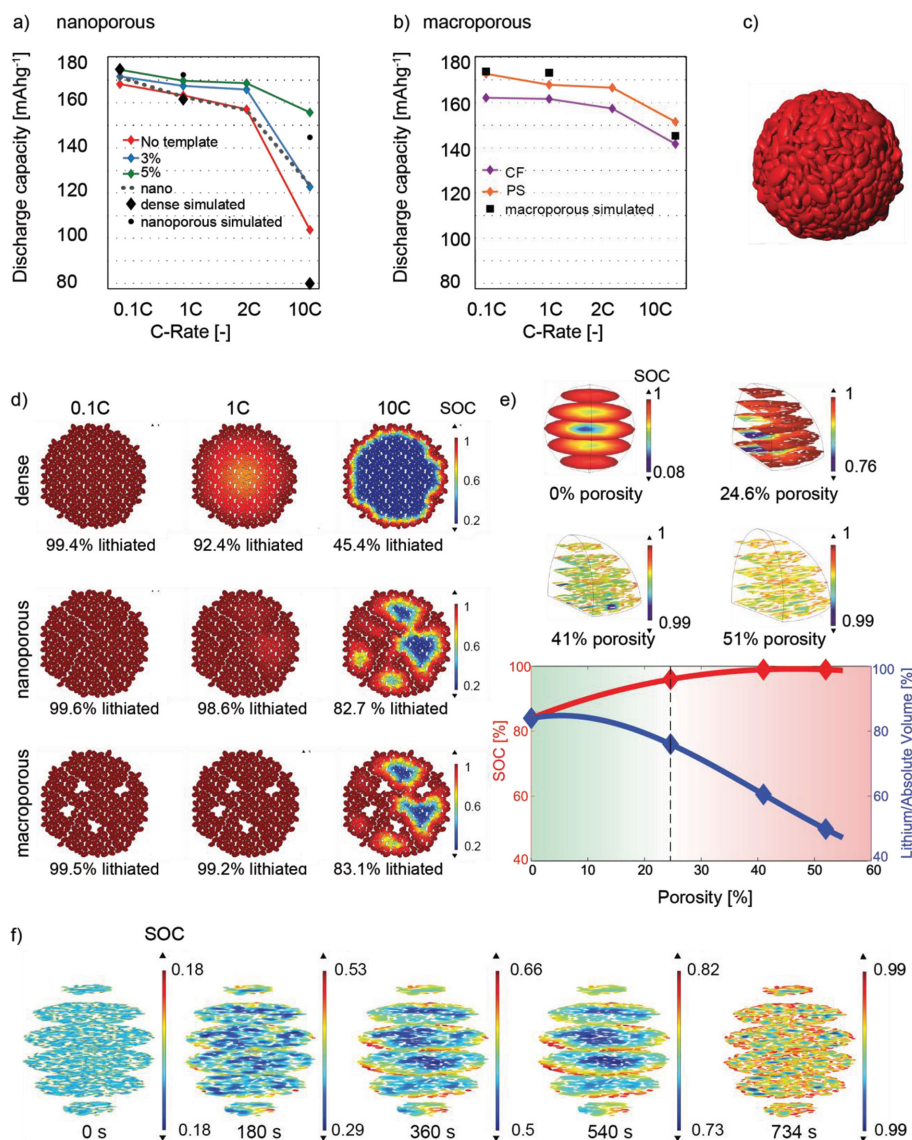 a) nanoporous
Discharge capacity [mAhg⁻¹]
180
160
140
120
100
80
No template
3%
5%
nano
dense simulated
nanoporous simulated
0.1C 1C 2C 10C
C-Rate [-]
b) macroporous
Discharge capacity [mAhg⁻¹]
180
160
140
120
100
80
CF
PS
macroporous simulated
0.1C 1C 2C 10C
C-Rate [-]
c)
d)
0.1C 1C 10C SOC
dense
1
0.6
0.2
99.4% lithiated 92.4% lithiated 45.4% lithiated
nanoporous
1
0.6
0.2
99.6% lithiated 98.6% lithiated 82.7 % lithiated
macroporous
1
0.6
0.2
99.5% lithiated 99.2% lithiated 83.1% lithiated
e)
SOC
1
0.08
0% porosity
1
0.76
24.6% porosity
1
0.99
41% porosity
1
0.99
51% porosity
SOC [%]
100
80
60
40
0 10 20 30 40 50 60
Porosity [%]
100
80
60
40
Lithium/Absolute Volume [%]
f)
SOC
0.18 0.53 0.66 0.82 0.99
0 s 0.18 180 s 0.29 360 s 0.5 540 s 0.73 734 s 0.99